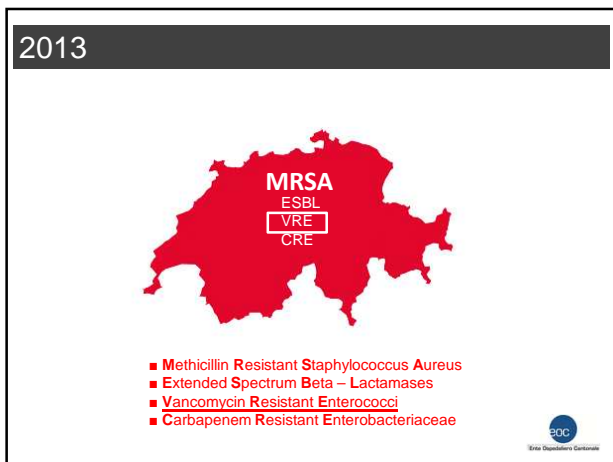 2013
MRSA
ESBL
VRE
CRE
■ Methicillin Resistant Staphylococcus Aureus
■ Extended Spectrum Beta – Lactamases
■ Vancomycin Resistant Enterococci
■ Carbapenem Resistant Enterobacteriaceae
eoc
Ente Ospedaliero Cantonale